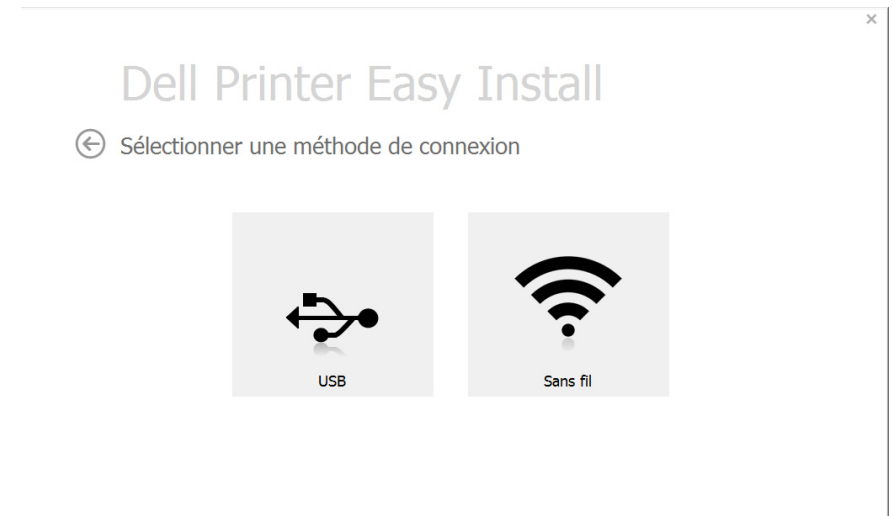 Dell Printer Easy Install
Sélectionner une méthode de connexion
USB
Sans fil